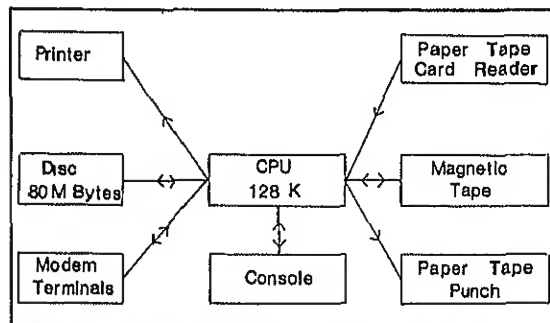 Printer
Paper Tape
Card Reader
Disc
80 M Bytes
CPU
128 K
Magnetic
Tape
Modem
Terminals
Console
Paper Tape
Punch